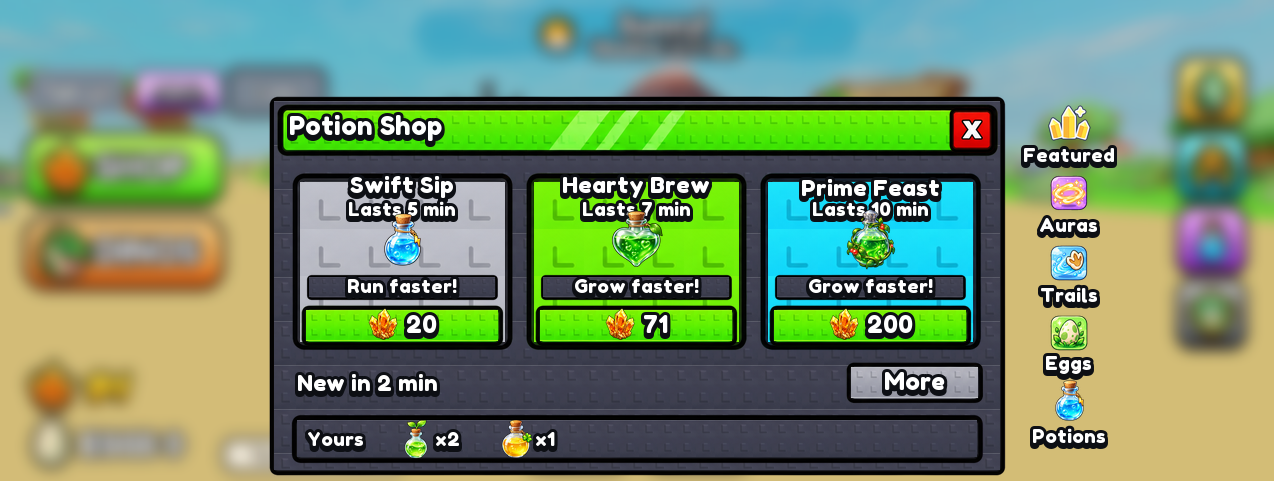 Potion Shop
X
Swift Sip
Lasts 5 min
Run faster!
20
Hearty Brew
Lasts 7 min
Grow faster!
71
Prime Feast
Lasts 10 min
Grow faster!
200
New in 2 min
More
Yours
x2
x1
Featured
Auras
Trails
Eggs
Potions
SHOP